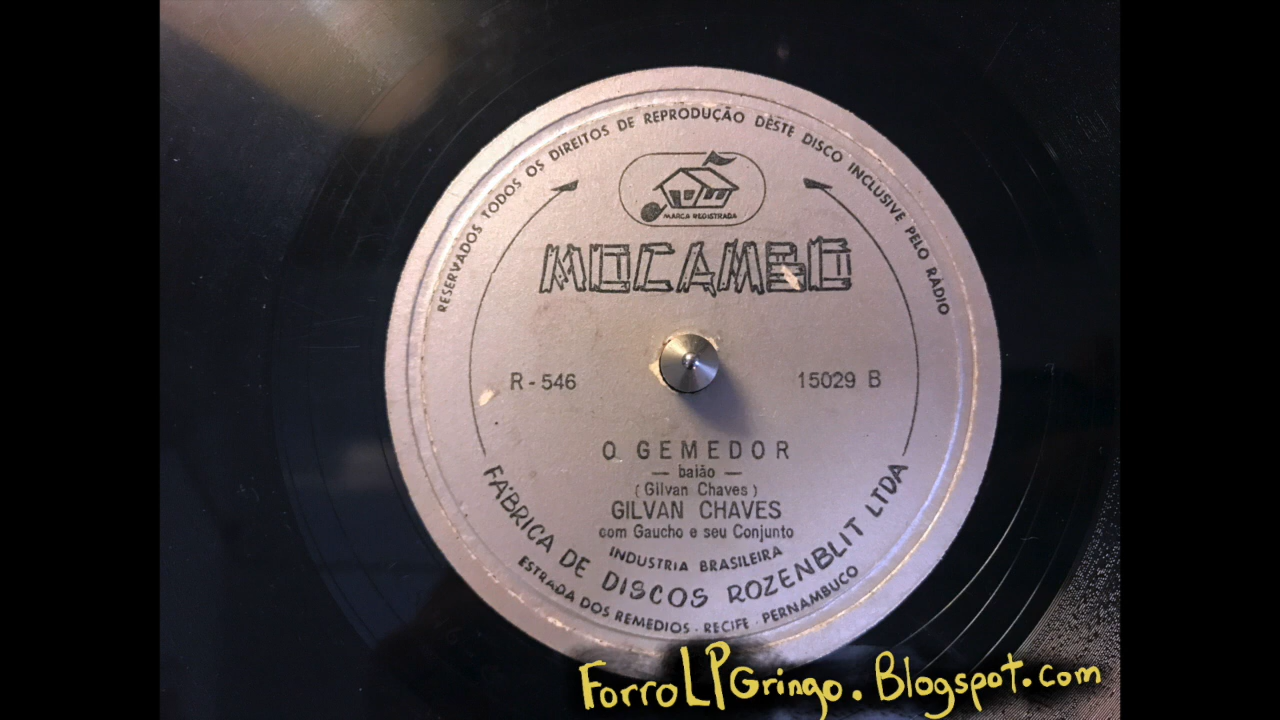 RESERVADOS TODOS OS DIREITOS DE REPRODUÇÃO DESTE DISCO INCLUSIVE PELO RÁDIO
MARCA REGISTRADA
MOCAMBO
R - 546
15029 B
O GEMEDOR
— baião —
( Gilvan Chaves )
GILVAN CHAVES
com Gaucho e seu Conjunto
INDUSTRIA BRASILEIRA
FÁBRICA DE DISCOS ROZENBLIT LTDA
ESTRADA DOS REMEDIOS - RECIFE - PERNAMBUCO
ForroLPGringo.Blogspot.com